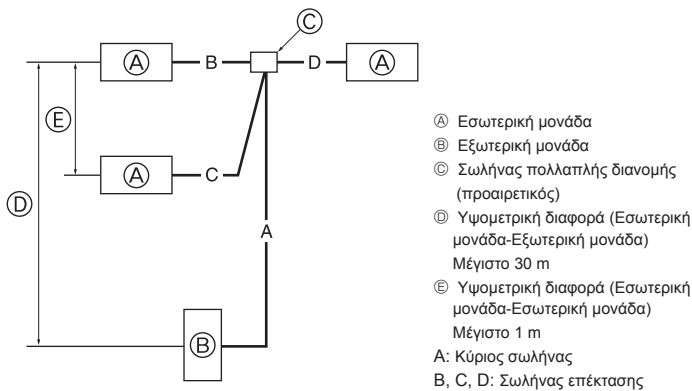 Ⓒ
Ⓐ B D Ⓐ
Ⓔ
Ⓐ C
Ⓓ
A
Ⓑ
Ⓐ Εσωτερική μονάδα
Ⓑ Εξωτερική μονάδα
Ⓒ Σωλήνας πολλαπλής διανομής
(προαιρετικός)
Ⓓ Υψομετρική διαφορά (Εσωτερική
μονάδα-Εξωτερική μονάδα)
Μέγιστο 30 m
Ⓔ Υψομετρική διαφορά (Εσωτερική
μονάδα-Εσωτερική μονάδα)
Μέγιστο 1 m
A: Κύριος σωλήνας
B, C, D: Σωλήνας επέκτασης